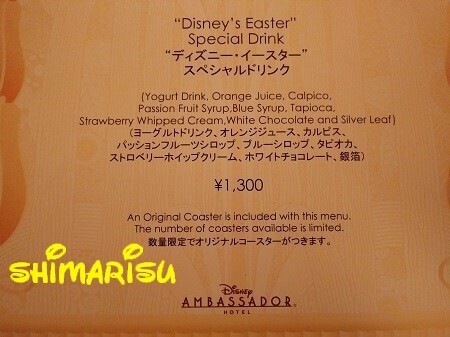 “Disney’s Easter”
Special Drink
“ディズニー・イースター”
スペシャルドリンク
(Yogurt Drink, Orange Juice, Calpico,
Passion Fruit Syrup,Blue Syrup, Tapioca,
Strawberry Whipped Cream,White Chocolate and Silver Leaf)
(ヨーグルトドリンク、オレンジジュース、カルピス、
パッションフルーツシロップ、ブルーシロップ、タピオカ、
ストロベリーホイップクリーム、ホワイトチョコレート、銀箔)
¥1,300
An Original Coaster is included with this menu.
The number of coasters available is limited.
数量限定でオリジナルコースターがつきます。
SHIMARISU
Disney
AMBASSADOR
HOTEL